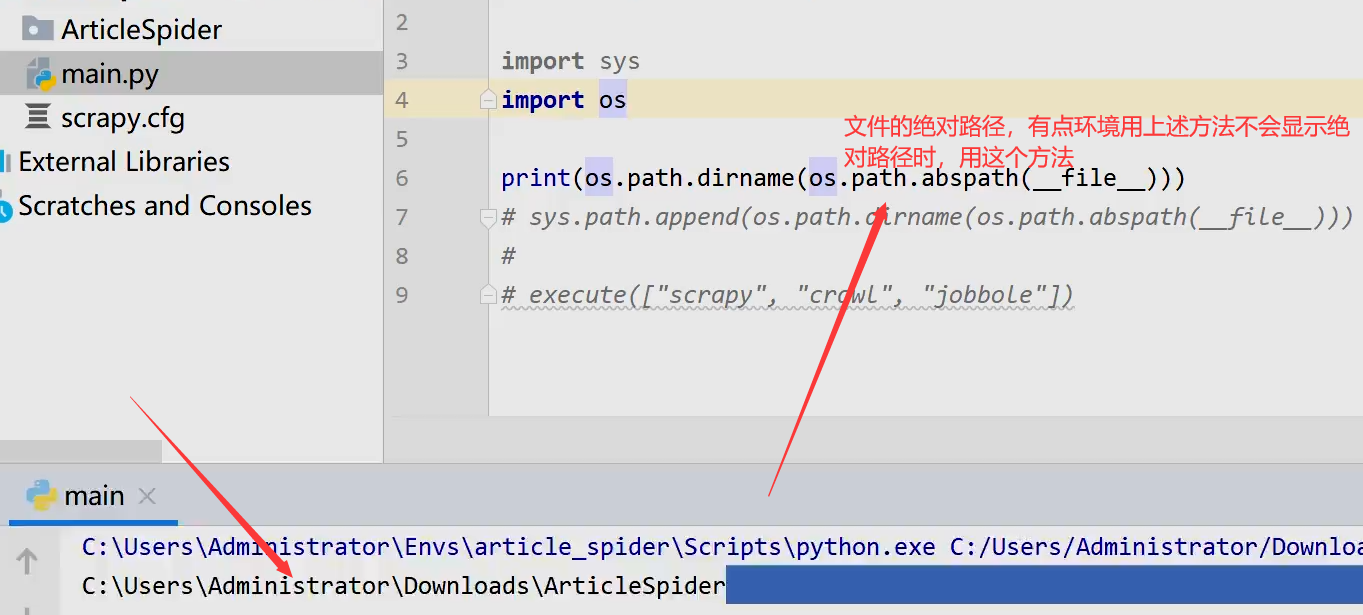 ArticleSpider
main.py
scrapy.cfg
External Libraries
Scratches and Consoles
2
3 import sys
4 import os
5
文件的绝对路径，有点环境用上述方法不会显示绝
对路径时，用这个方法
6 print(os.path.dirname(os.path.abspath(__file__)))
7 # sys.path.append(os.path.dirname(os.path.abspath(__file__)))
8 #
9 # execute(["scrapy", "crawl", "jobbole"])
main
C:\Users\Administrator\Envs\article_spider\Scripts\python.exe C:/Users/Administrator/Downloa
C:\Users\Administrator\Downloads\ArticleSpider